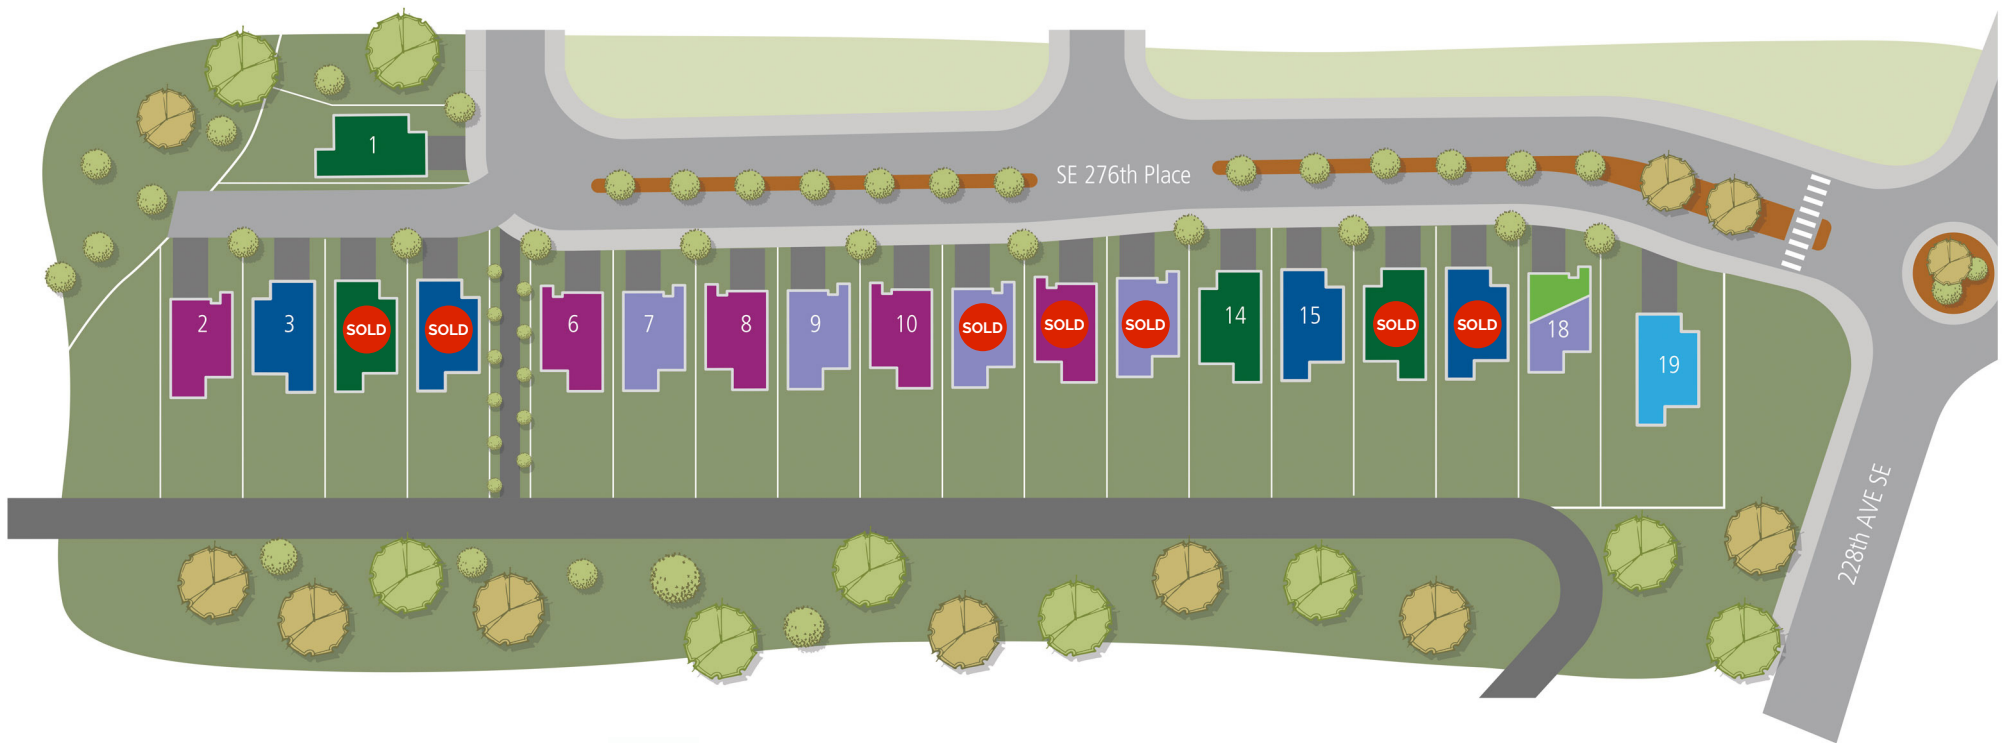 1
SE 276th Place
2
3
SOLD
SOLD
6
7
8
9
10
SOLD
SOLD
SOLD
14
15
SOLD
SOLD
18
19
228th AVE SE